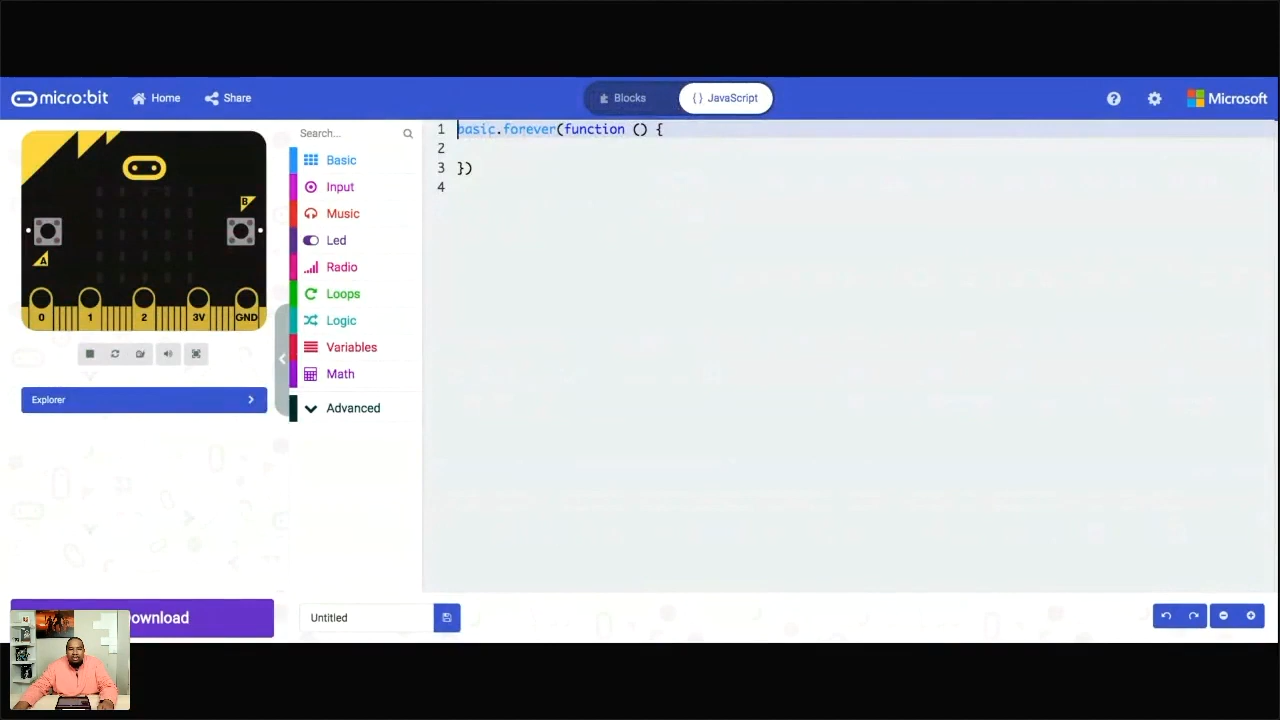 micro:bit
Home
Share
Blocks
{ } JavaScript
?
Microsoft
B
A
0 1 2 3V GND
Explorer
ownload
Search...
Basic
Input
Music
Led
Radio
Loops
Logic
Variables
Math
Advanced
1 basic.forever(function () {
2
3 })
4
Untitled